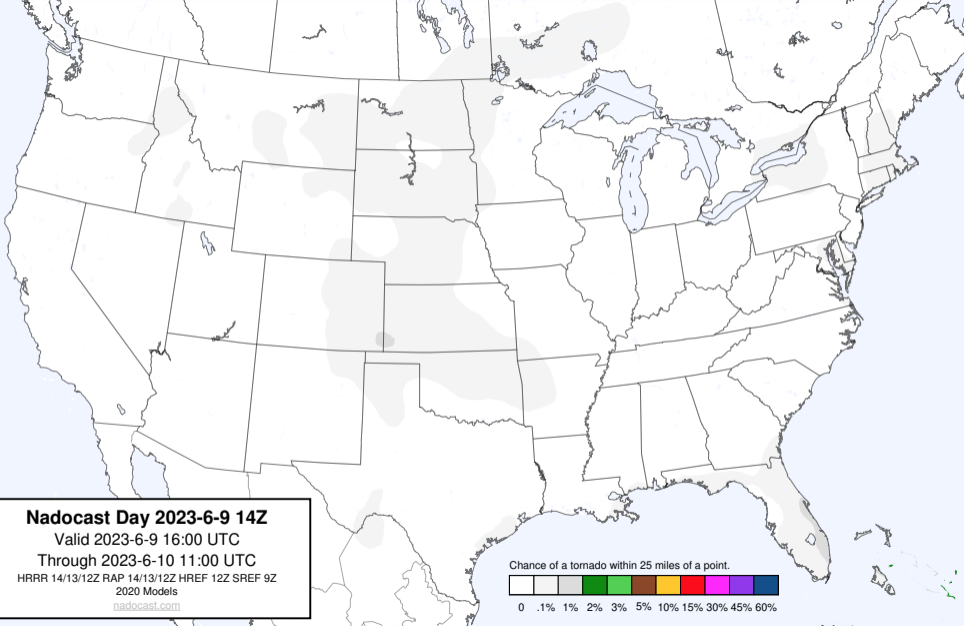 Nadocast Day 2023-6-9 14Z
Valid 2023-6-9 16:00 UTC
Through 2023-6-10 11:00 UTC
HRRR 14/13/12Z RAP 14/13/12Z HREF 12Z SREF 9Z
2020 Models
nadocast.com
Chance of a tornado within 25 miles of a point.
0 .1% 1% 2% 3% 5% 10% 15% 30% 45% 60%